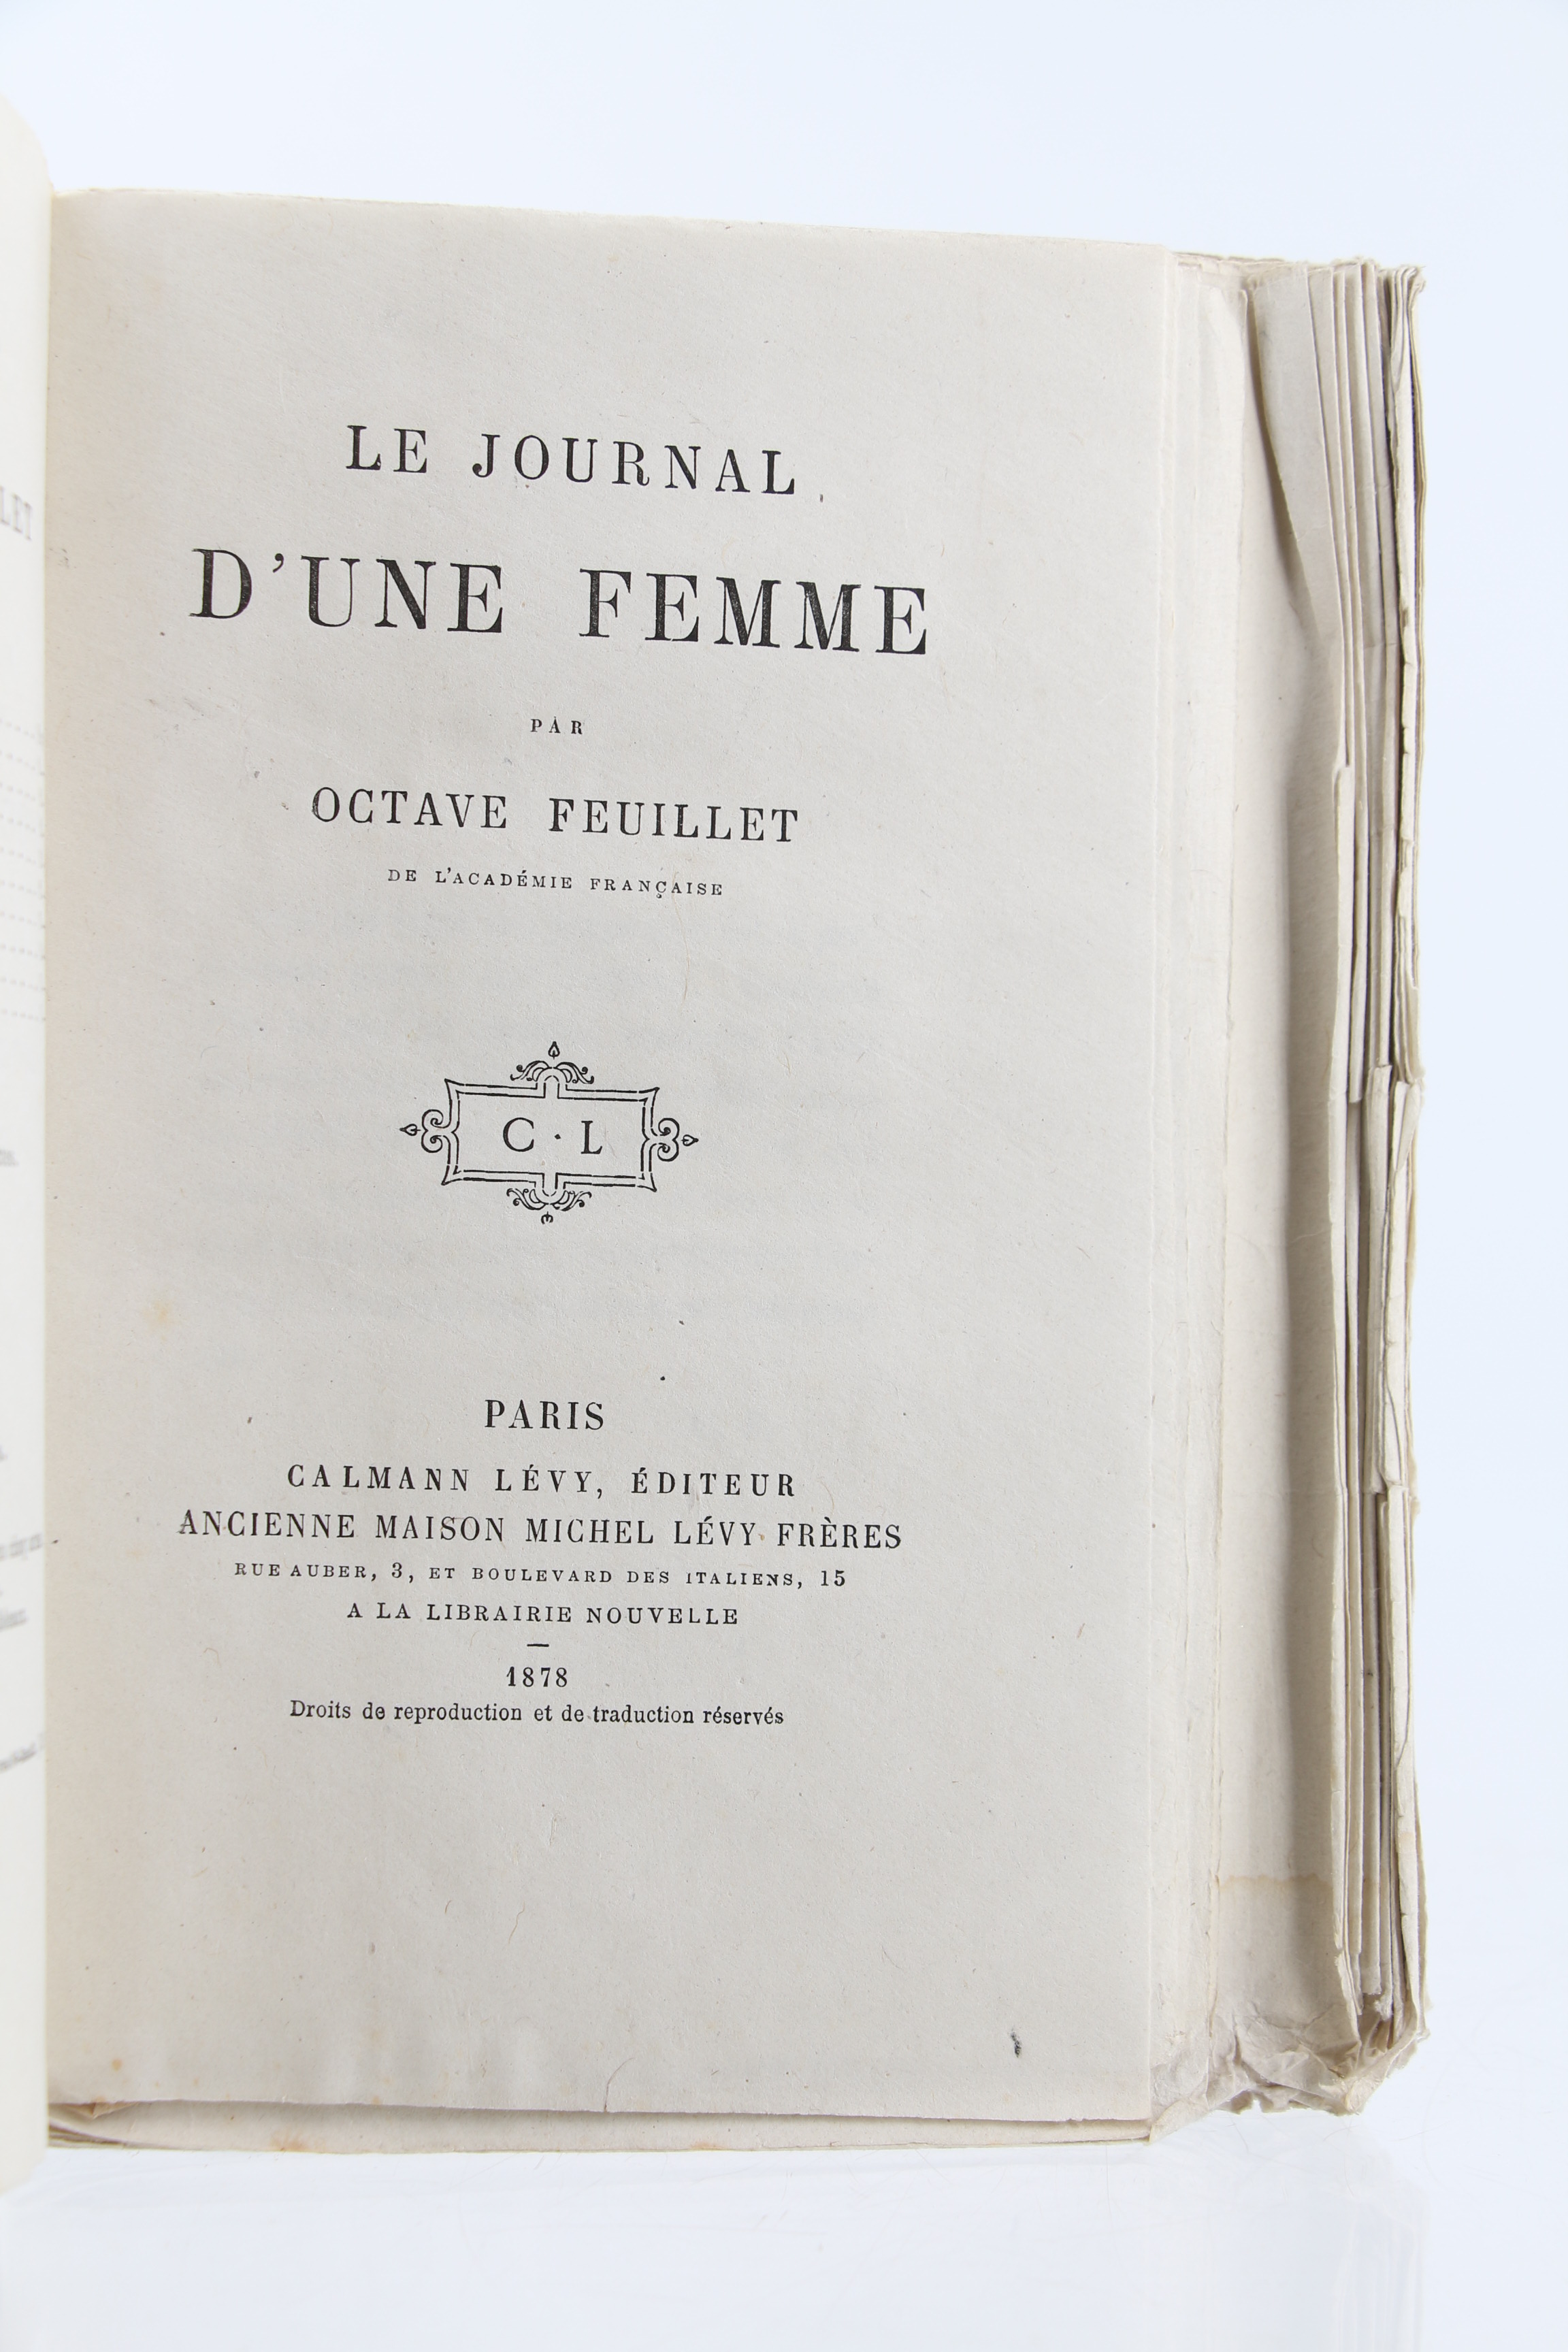 LE JOURNAL
D'UNE FEMME
PAR
OCTAVE FEUILLET
DE L'ACADÉMIE FRANÇAISE
C · L
PARIS
CALMANN LÉVY, ÉDITEUR
ANCIENNE MAISON MICHEL LÉVY FRÈRES
RUE AUBER, 3, ET BOULEVARD DES ITALIENS, 15
A LA LIBRAIRIE NOUVELLE
—
1878
Droits de reproduction et de traduction réservés